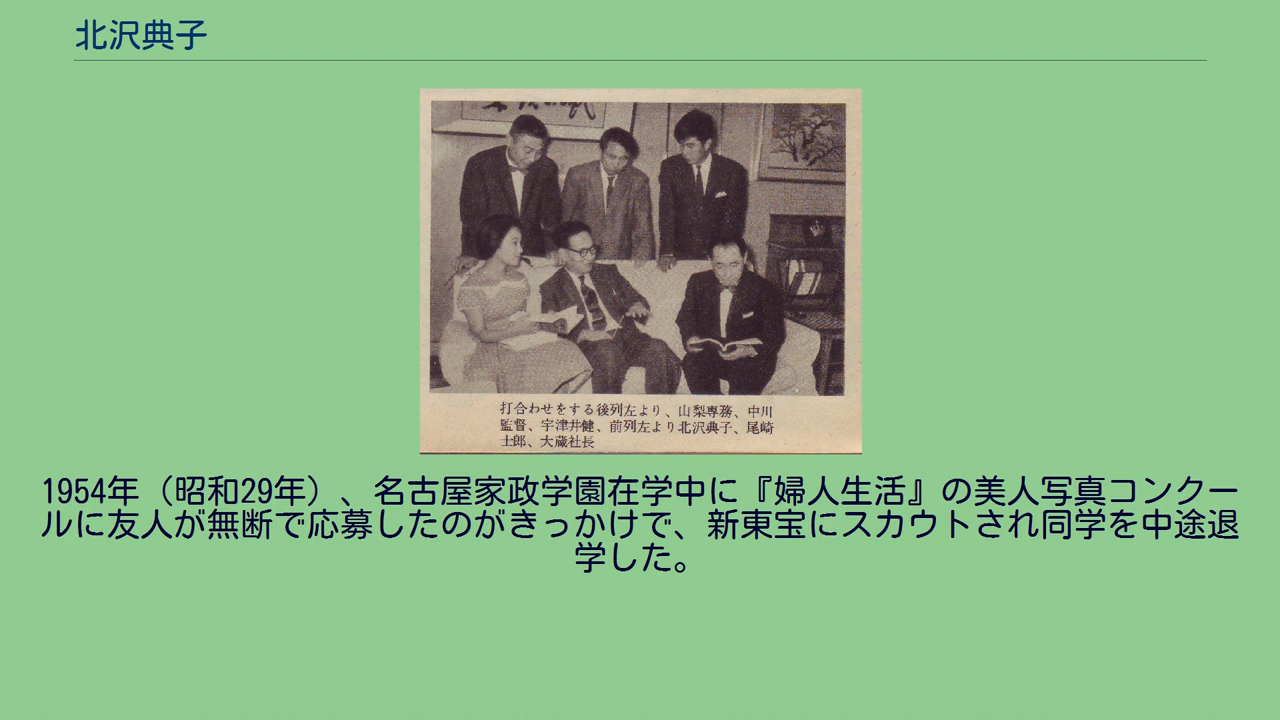 北沢典子
打合わせをする後列左より、山梨専務、中川
監督、宇津井健、前列左より北沢典子、尾崎
士郎、大蔵社長
1954年（昭和29年）、名古屋家政学園在学中に『婦人生活』の美人写真コンクー
ルに友人が無断で応募したのがきっかけで、新東宝にスカウトされ同学を中途退
学した。